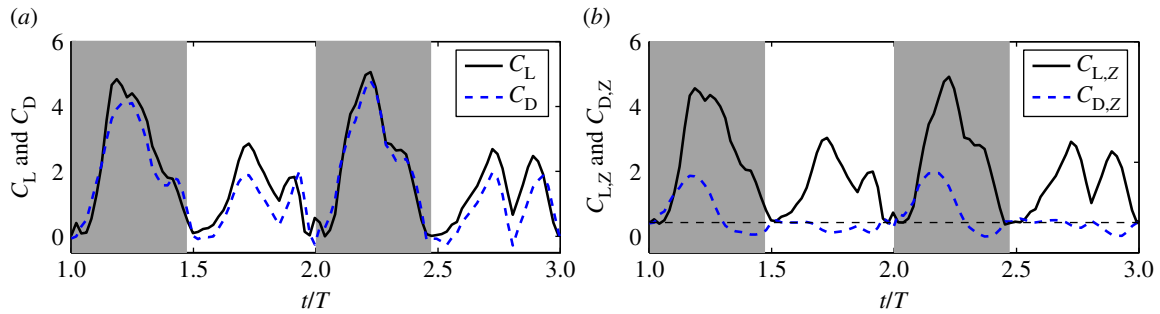 (a)
6
4
2
0
C_L and C_D
C_L
C_D
1.0 1.5 2.0 2.5 3.0
t/T
(b)
6
4
2
0
C_L,Z and C_D,Z
C_L,Z
C_D,Z
1.0 1.5 2.0 2.5 3.0
t/T